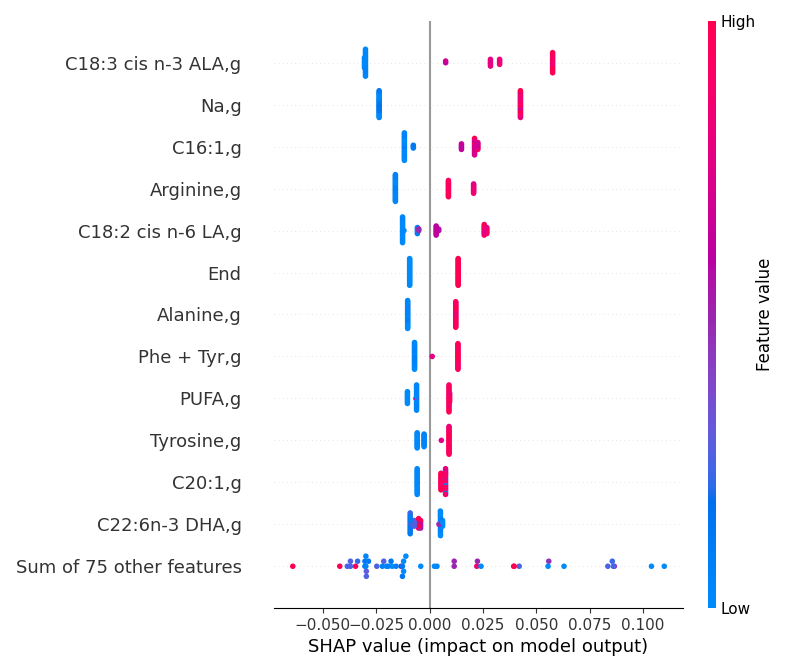 High
C18:3 cis n-3 ALA,g
Na,g
C16:1,g
Arginine,g
C18:2 cis n-6 LA,g
End
Alanine,g
Phe + Tyr,g
PUFA,g
Tyrosine,g
C20:1,g
C22:6n-3 DHA,g
Sum of 75 other features
Feature value
Low
−0.050 −0.025 0.000 0.025 0.050 0.075 0.100
SHAP value (impact on model output)